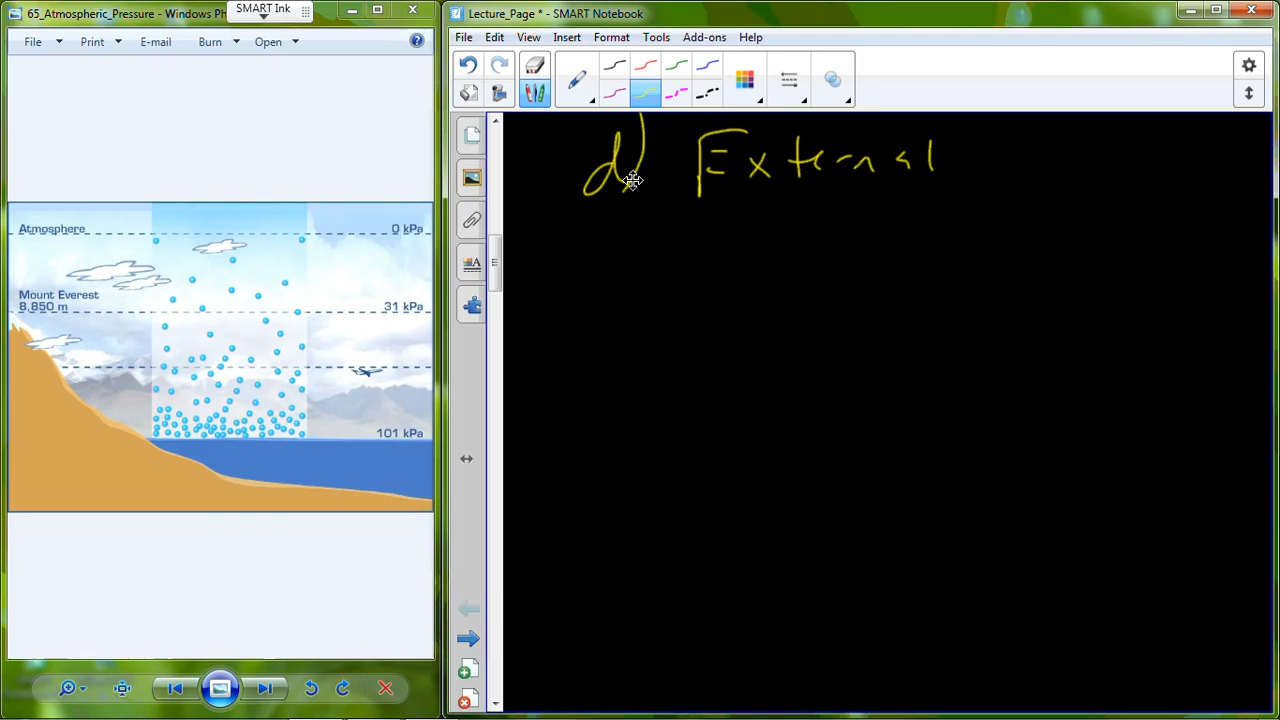 65_Atmospheric_Pressure - Windows Ph
SMART Ink
File Print E-mail Burn Open
Atmosphere 0 kPa
Mount Everest
8,850 m 31 kPa
101 kPa
Lecture_Page * - SMART Notebook
File Edit View Insert Format Tools Add-ons Help
d) External